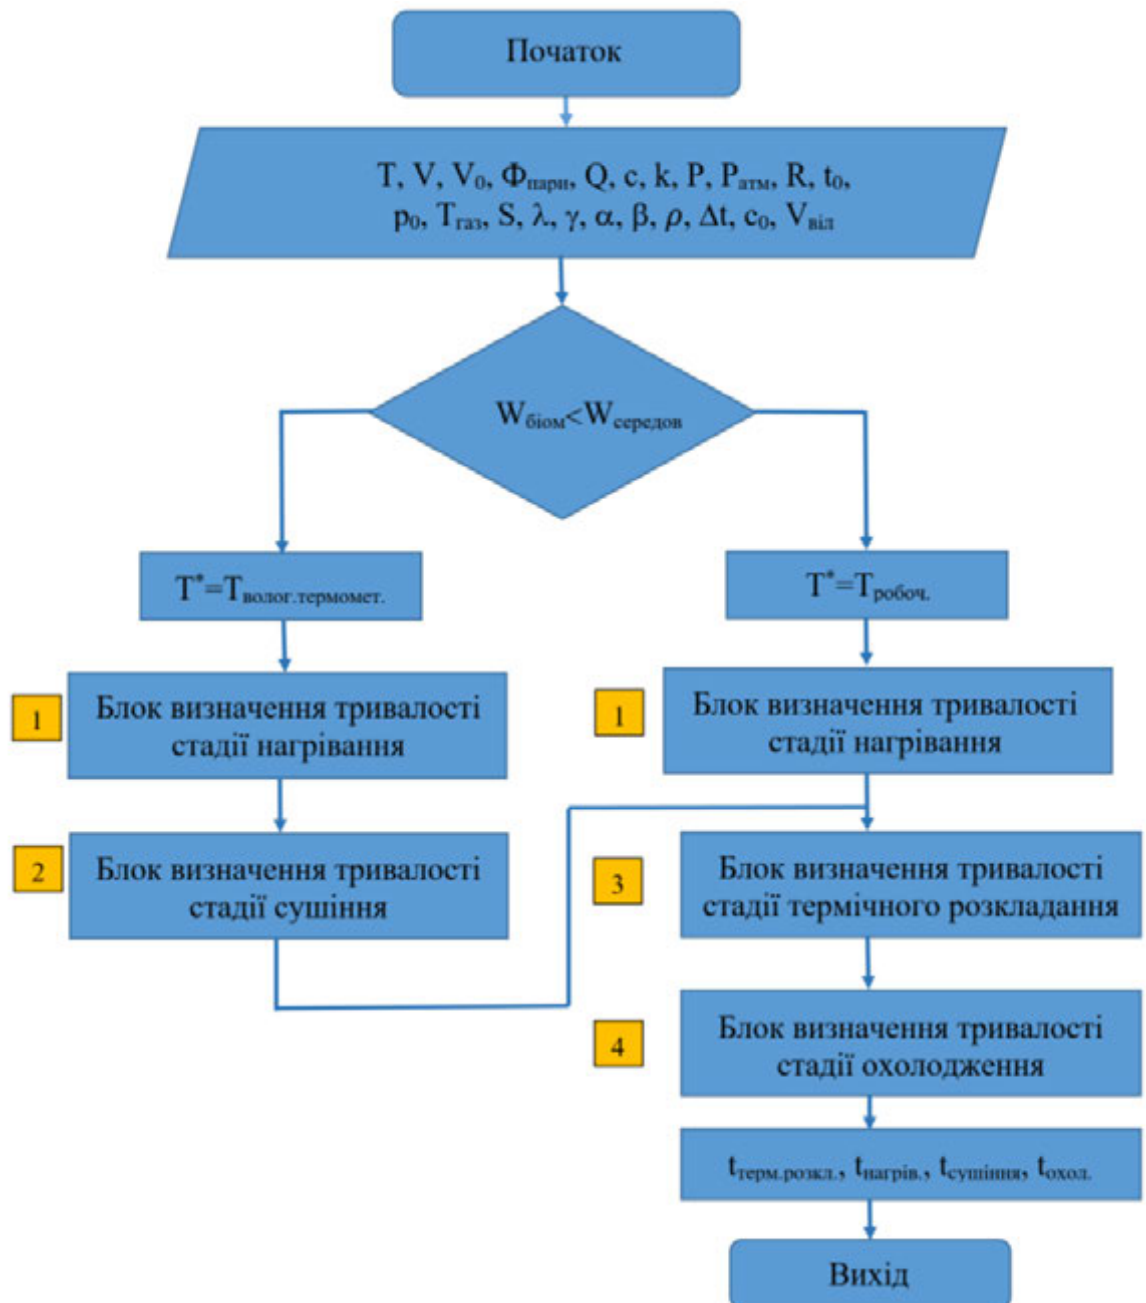 Початок
T, V, V₀, Φпари, Q, c, k, P, Pатм, R, t₀,
p₀, Tгаз, S, λ, γ, α, β, ρ, Δt, c₀, Vвіл
Wбіом<Wсередов
T*=Tволог.термомет.
T*=Tробоч.
1
Блок визначення тривалості
стадії нагрівання
1
Блок визначення тривалості
стадії нагрівання
2
Блок визначення тривалості
стадії сушіння
3
Блок визначення тривалості
стадії термічного розкладання
4
Блок визначення тривалості
стадії охолодження
tтерм.розкл., tнагрів., tсушіння, tохол.
Вихід